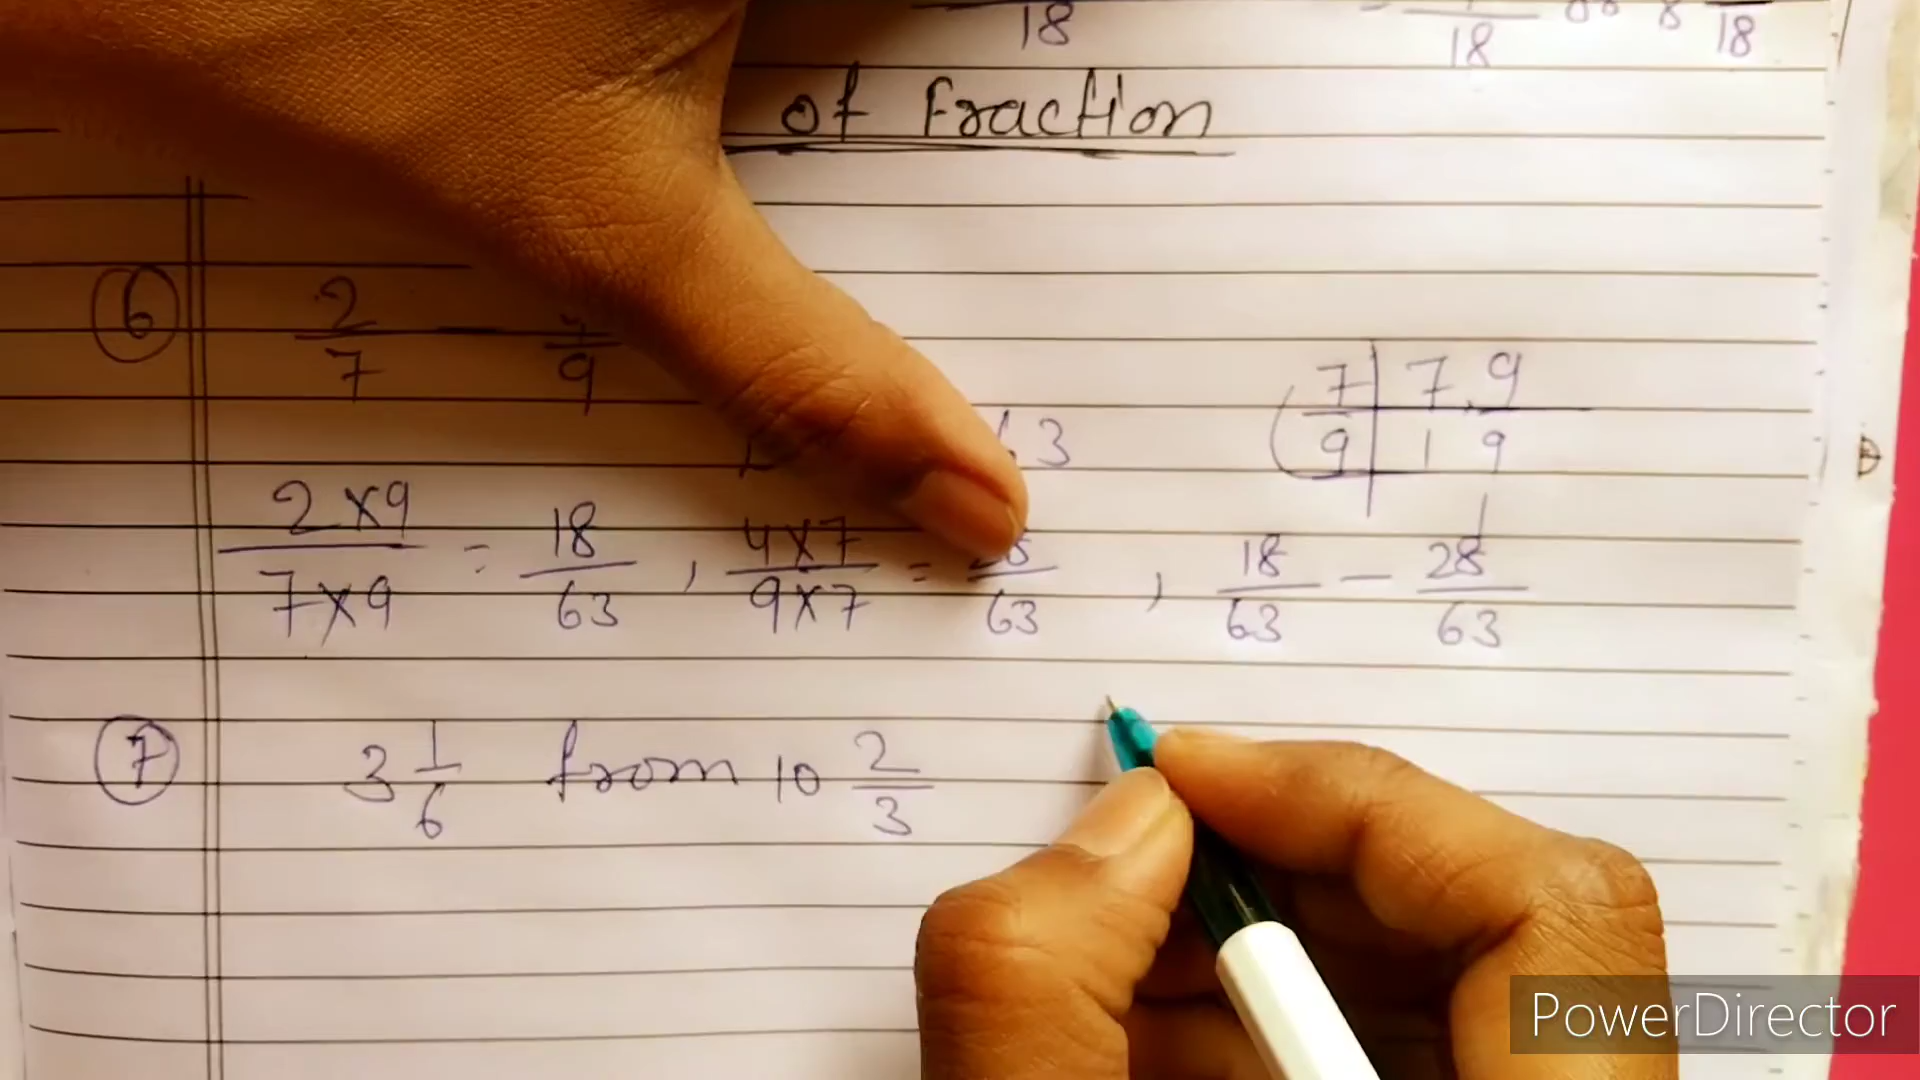 18 18 18
of Fraction
6 2/7 - 4/9
7 | 7, 9
63 9 | 1 9
2×9/7×9 = 18/63 , 4×7/9×7 = 28/63 , 18/63 - 28/63
7 3 1/6 from 10 2/3
PowerDirector